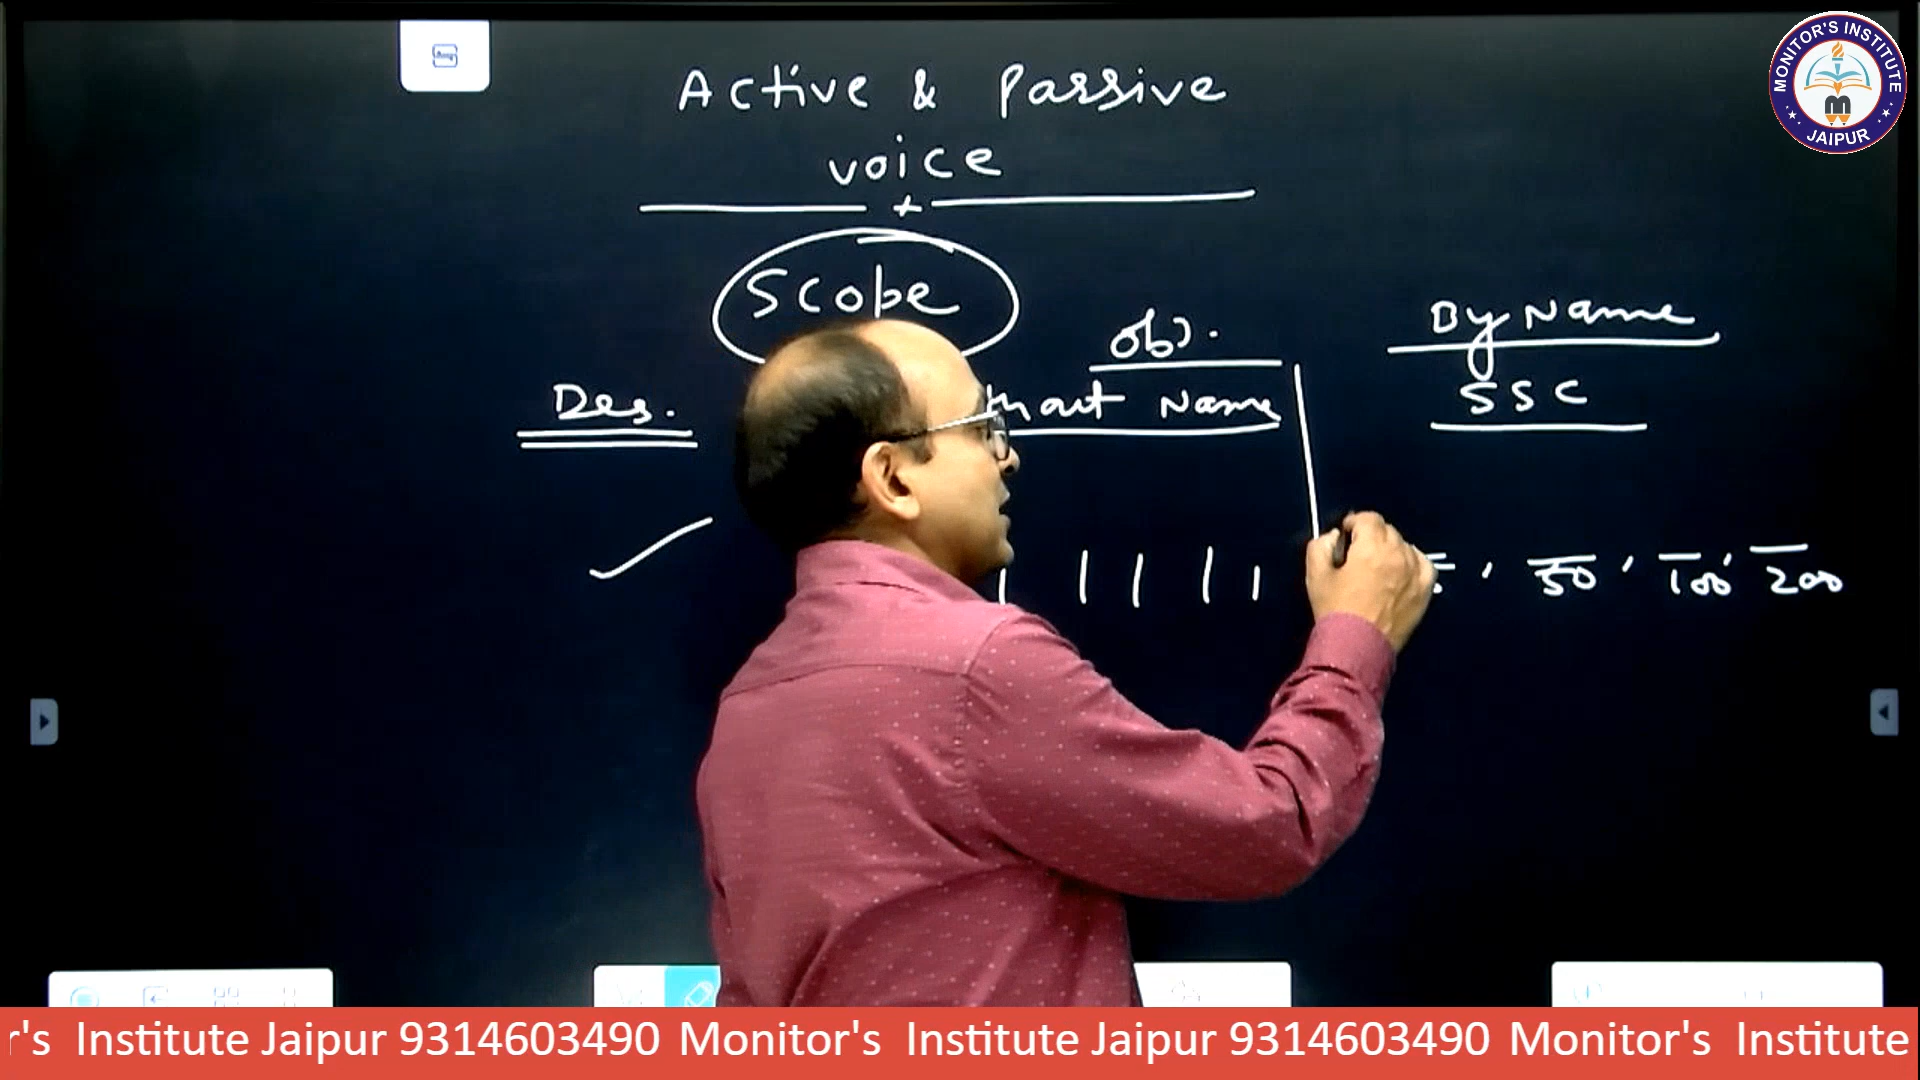 MONITOR'S INSTITUTE
JAIPUR
Active & Passive
voice
Scope
obj.
By Name
Des.
Name
SSC
50, 100, 200
r's Institute Jaipur 9314603490 Monitor's Institute Jaipur 9314603490 Monitor's Institute